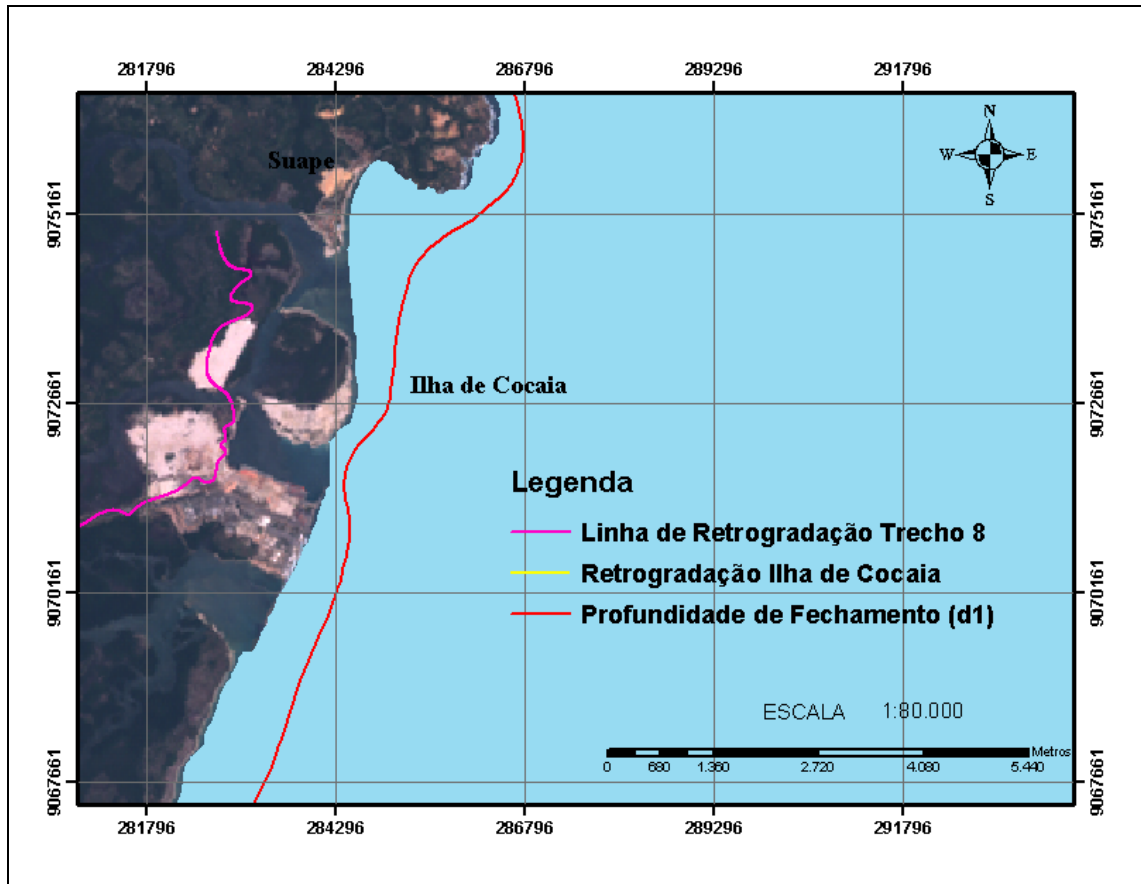 281796 284296 286796 289296 291796
N
W E
S
Suape
9075161 9075161
Ilha de Cocaia
9072661 9072661
Legenda
Linha de Retrogradação Trecho 8
Retrogradação Ilha de Cocaia
9070161 9070161
Profundidade de Fechamento (d1)
ESCALA 1:80.000
Metros
0 680 1.360 2.720 4.080 5.440
9067661 9067661
281796 284296 286796 289296 291796